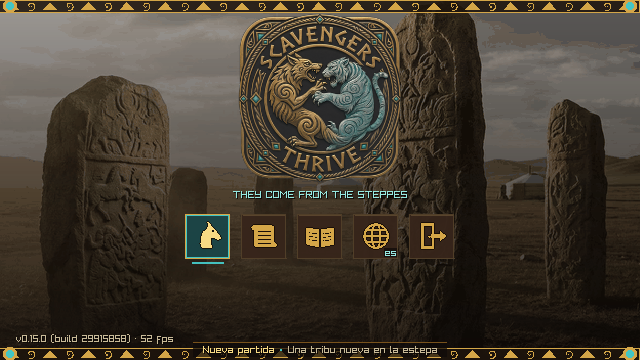 SCAVENGERS
THRIVE
THEY COME FROM THE STEPPES
es
v0.15.0 (build 29915858) · 52 fps
Nueva partida · Una tribu nueva en la estepa